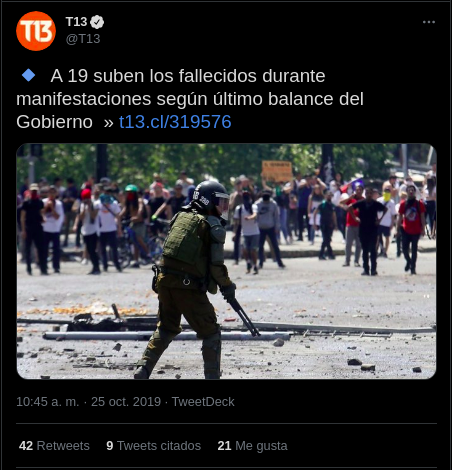 T13
T13
@T13
A 19 suben los fallecidos durante
manifestaciones según último balance del
Gobierno » t13.cl/319576
10:45 a. m. · 25 oct. 2019 · TweetDeck
42 Retweets 9 Tweets citados 21 Me gusta